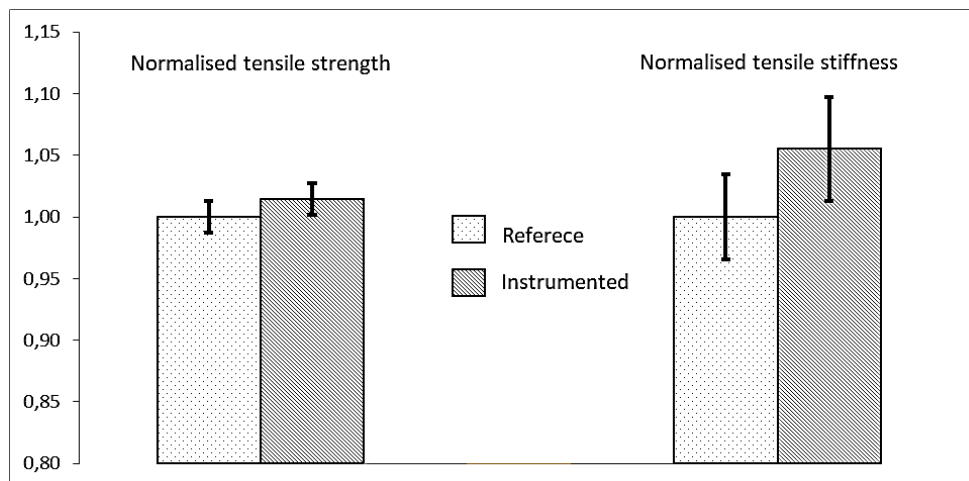 1,15
Normalised tensile strength
Normalised tensile stiffness
1,10
1,05
1,00
Referece
0,95
Instrumented
0,90
0,85
0,80